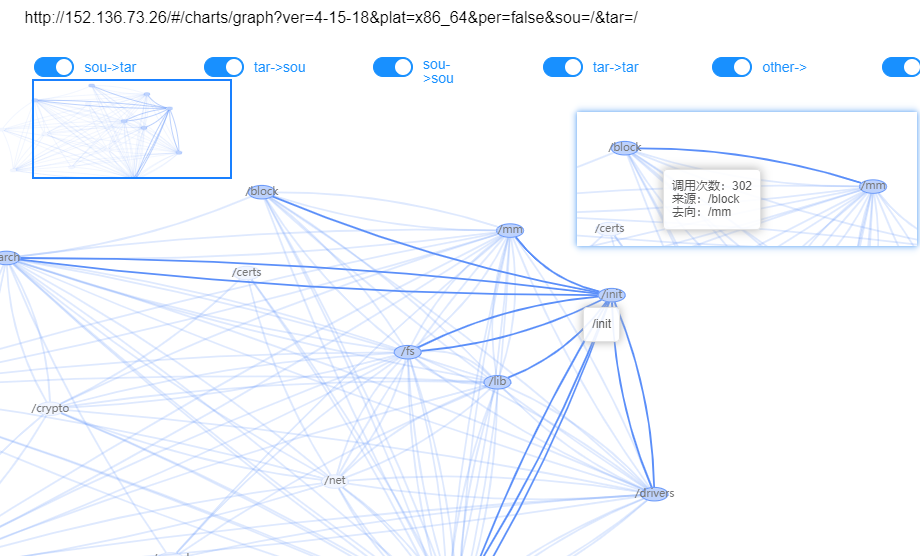 http://152.136.73.26/#/charts/graph?ver=4-15-18&plat=x86_64&per=false&sou=/&tar=/
sou->tar
tar->sou
sou-
>sou
tar->tar
other->
/block
/mm
调用次数：302
来源：/block
去向：/mm
/certs
/block
/mm
arch
/certs
/init
/init
/fs
/lib
/crypto
/net
/drivers